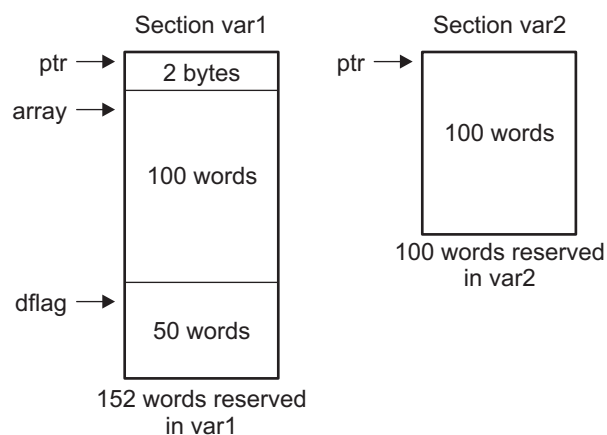 Section var1
ptr
2 bytes
array
100 words
dflag
50 words
152 words reserved
in var1
Section var2
ptr
100 words
100 words reserved
in var2